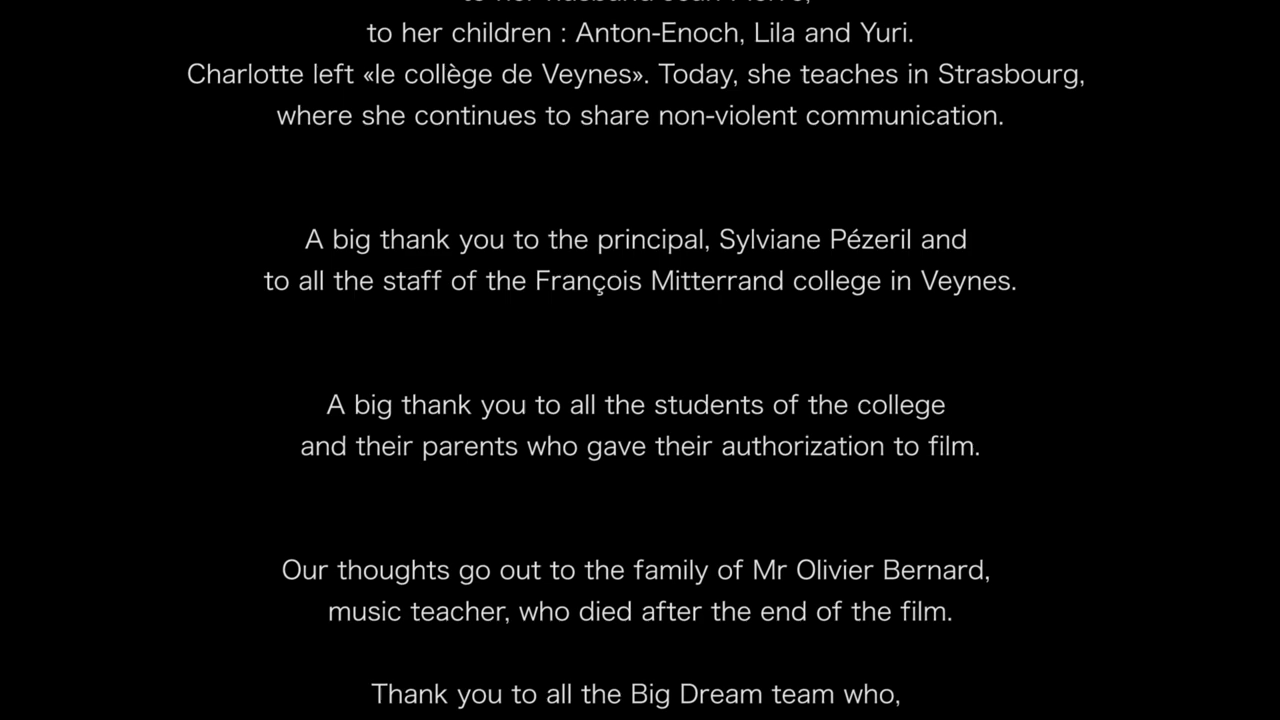 to her children : Anton-Enoch, Lila and Yuri.
Charlotte left «le collège de Veynes». Today, she teaches in Strasbourg,
where she continues to share non-violent communication.
A big thank you to the principal, Sylviane Pézeril and
to all the staff of the François Mitterrand college in Veynes.
A big thank you to all the students of the college
and their parents who gave their authorization to film.
Our thoughts go out to the family of Mr Olivier Bernard,
music teacher, who died after the end of the film.
Thank you to all the Big Dream team who,